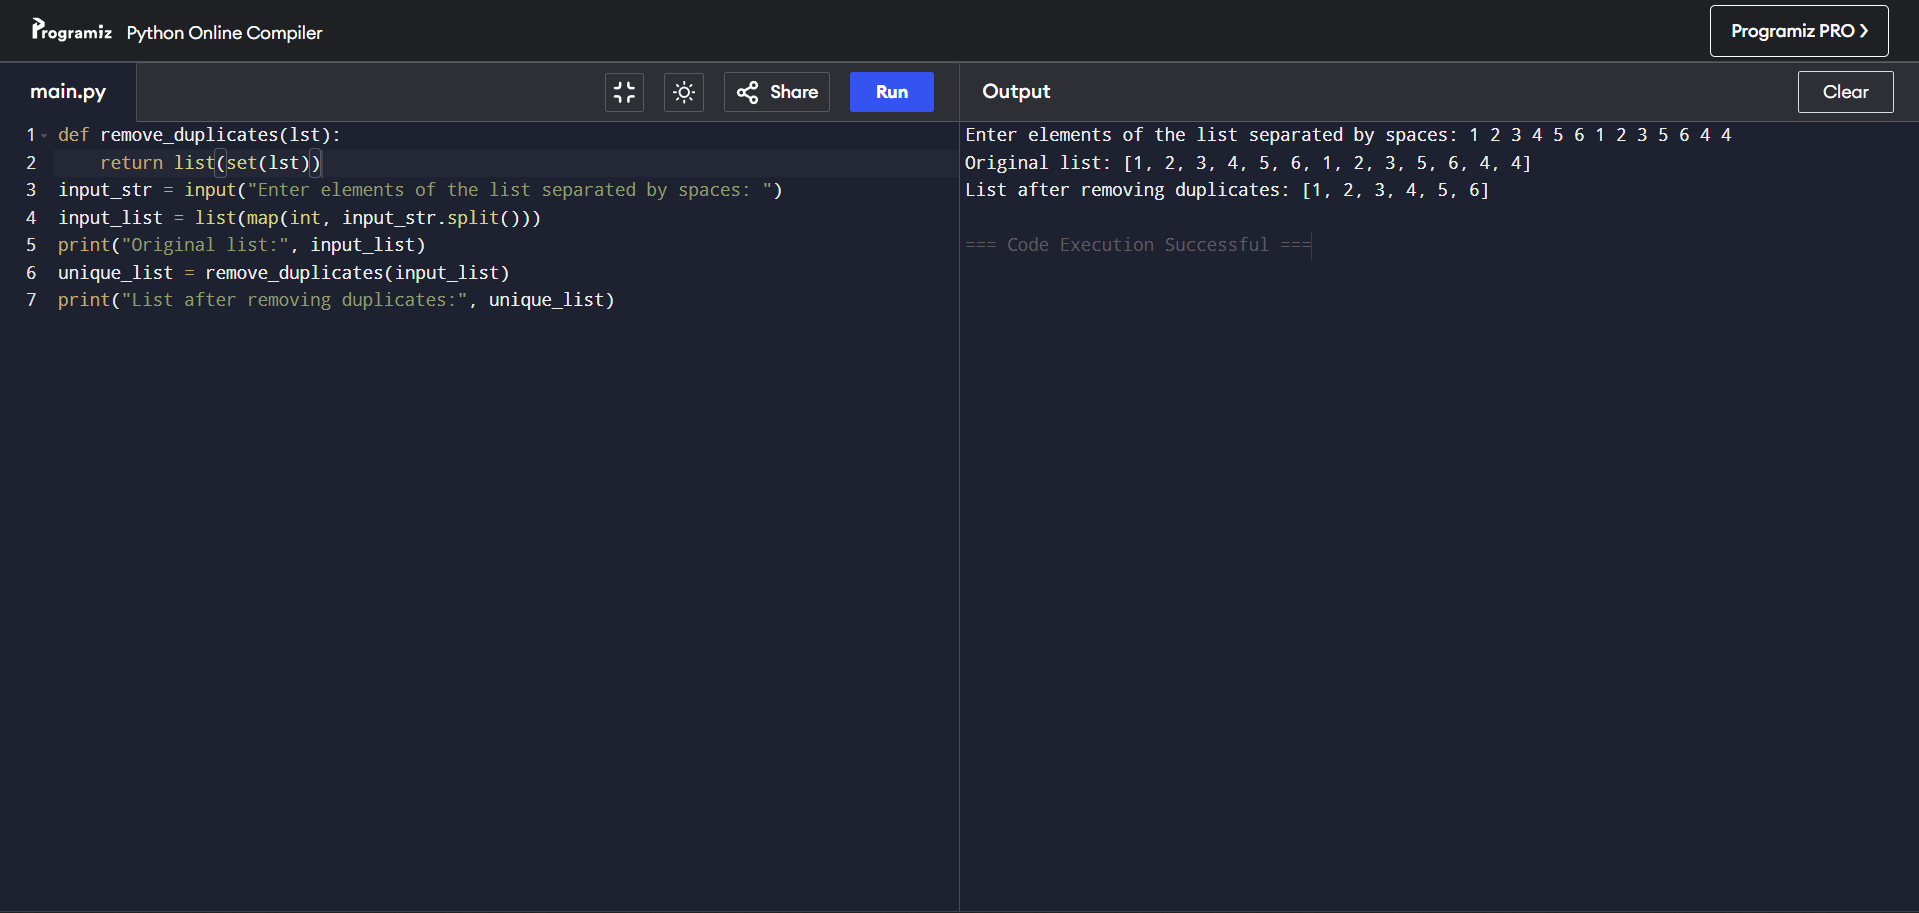 Programiz Python Online Compiler
Programiz PRO ❯
main.py
Share
Run
1 def remove_duplicates(lst):
2     return list(set(lst))
3 input_str = input("Enter elements of the list separated by spaces: ")
4 input_list = list(map(int, input_str.split()))
5 print("Original list:", input_list)
6 unique_list = remove_duplicates(input_list)
7 print("List after removing duplicates:", unique_list)
Output
Clear
Enter elements of the list separated by spaces: 1 2 3 4 5 6 1 2 3 5 6 4 4
Original list: [1, 2, 3, 4, 5, 6, 1, 2, 3, 5, 6, 4, 4]
List after removing duplicates: [1, 2, 3, 4, 5, 6]
=== Code Execution Successful ===